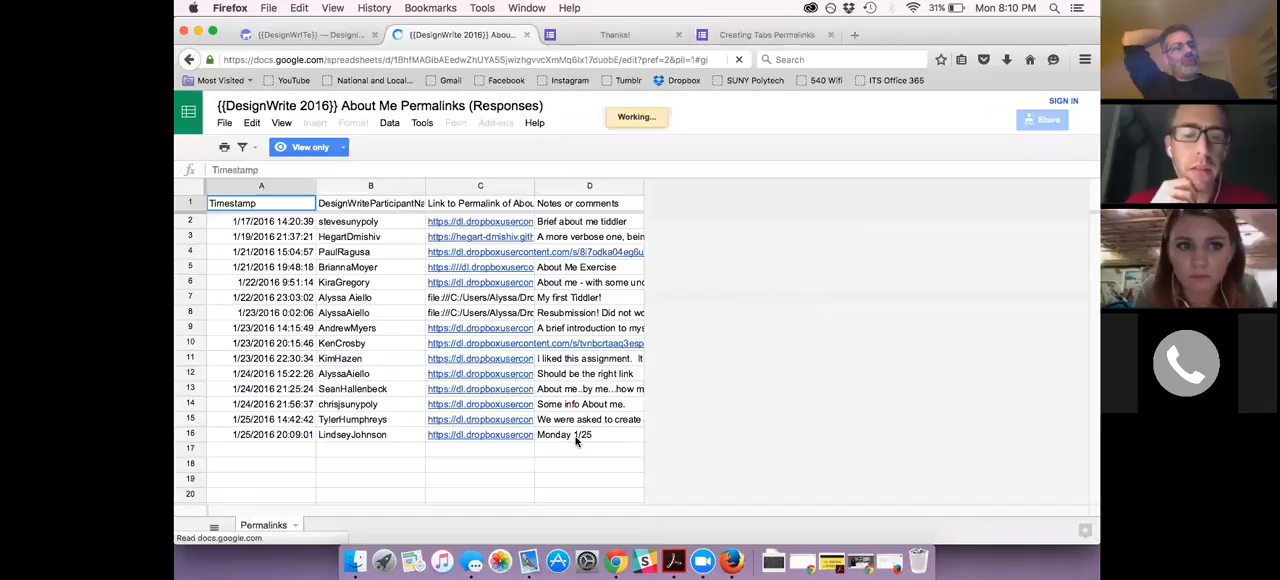 Firefox File Edit View History Bookmarks Tools Window Help 31% Mon 8:10 PM
{{DesignWriTe}} — Designi... {{DesignWrite 2016}} Abou... Thanks! Creating Tabs Permalinks
Search
Most Visited YouTube National and Local... Gmail Facebook Instagram Tumblr Dropbox SUNY Polytech 540 Wifi ITS Office 365
{{DesignWrite 2016}} About Me Permalinks (Responses) SIGN IN
File Edit View Insert Format Data Tools Form Add-ons Help Working... Share
View only
fx Timestamp
A B C D
1 Timestamp DesignWriteParticipantNa Link to Permalink of Abou Notes or comments
2 1/17/2016 14:20:39 stevesunypoly https://dl.dropboxusercon Brief about me tiddler
3 1/19/2016 21:37:21 HegartDmishiv https://hegart-dmishiv.gith A more verbose one, bein
4 1/21/2016 15:04:57 PaulRagusa https://dl.dropboxusercontent.com/s/8i7odka04eg6u
5 1/21/2016 19:48:18 BriannaMoyer https:////dl.dropboxuserco About Me Exercise
6 1/22/2016 9:51:14 KiraGregory https://dl.dropboxusercon About me - with some unc
7 1/22/2016 23:03:02 Alyssa Aiello file:///C:/Users/Alyssa/Drc My first Tiddler!
8 1/23/2016 0:02:06 AlyssaAiello file:///C:/Users/Alyssa/Drc Resubmission! Did not wo
9 1/23/2016 14:15:49 AndrewMyers https://dl.dropboxusercon A brief introduction to mys
10 1/23/2016 20:15:46 KenCrosby https://dl.dropboxusercontent.com/s/tvnbcrtaaq3esp
11 1/23/2016 22:30:34 KimHazen https://dl.dropboxusercon I liked this assignment. It
12 1/24/2016 15:22:26 AlyssaAiello https://dl.dropboxusercon Should be the right link
13 1/24/2016 21:25:24 SeanHallenbeck https://dl.dropboxusercon About me..by me...how m
14 1/24/2016 21:56:37 chrisjsunypoly https://dl.dropboxusercon Some info About me.
15 1/25/2016 14:42:42 TylerHumphreys https://dl.dropboxusercon We were asked to create
16 1/25/2016 20:09:01 LindseyJohnson https://dl.dropboxusercon Monday 1/25
17
18
19
20
Permalinks
Read docs.google.com